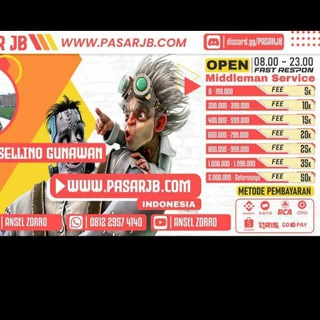 R JB
WWW.PASARJB.COM
discord.gy/PASARJB
OPEN 08.00 - 23.00
FAST RESPON
Middleman Service
0 - 199.000 FEE 5K
200.000 - 399.000 FEE 10K
400.000 - 599.000 FEE 15K
600.000 - 799.000 FEE 20K
800.000 - 999.000 FEE 25K
1.000.000 - 1.999.000 FEE 35K
2.000.000 - Seterusnya FEE 50K
METODE PEMBAYARAN
BCA OVO
GOPAY
SELLINO GUNAWAN
WWW.PASARJB.COM
INDONESIA
ANSEL ZORRO
0812 2957 4140
ANSEL ZORRO